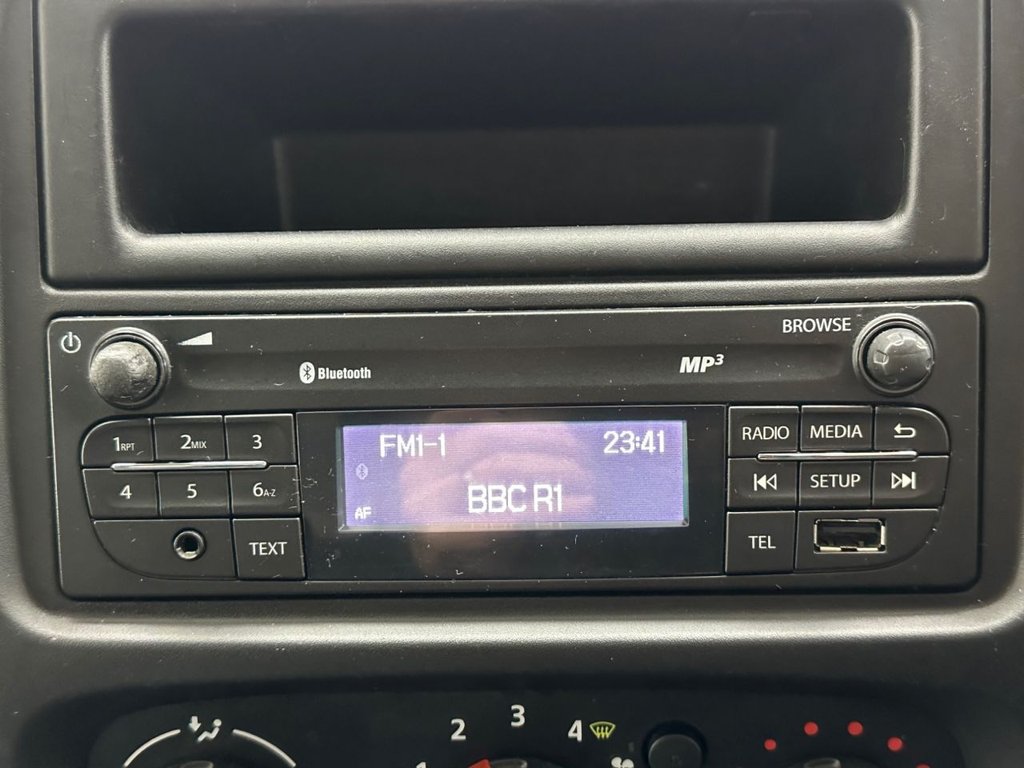 BROWSE
Bluetooth
MP3
1RPT 2MIX 3
FM1-1 23:41
RADIO MEDIA
4 5 6A-Z
BBC R1
SETUP
AF
TEXT
TEL
2 3 4
1